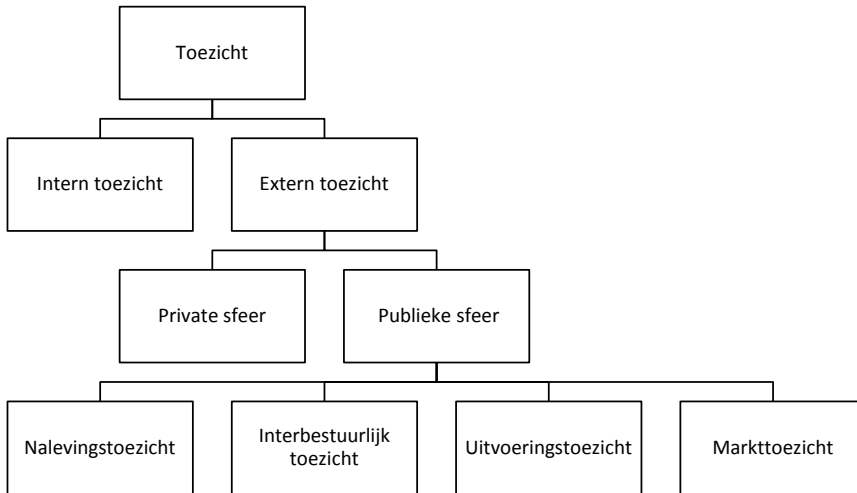 Toezicht
Intern toezicht
Extern toezicht
Private sfeer
Publieke sfeer
Nalevingstoezicht
Interbestuurlijk
toezicht
Uitvoeringstoezicht
Markttoezicht